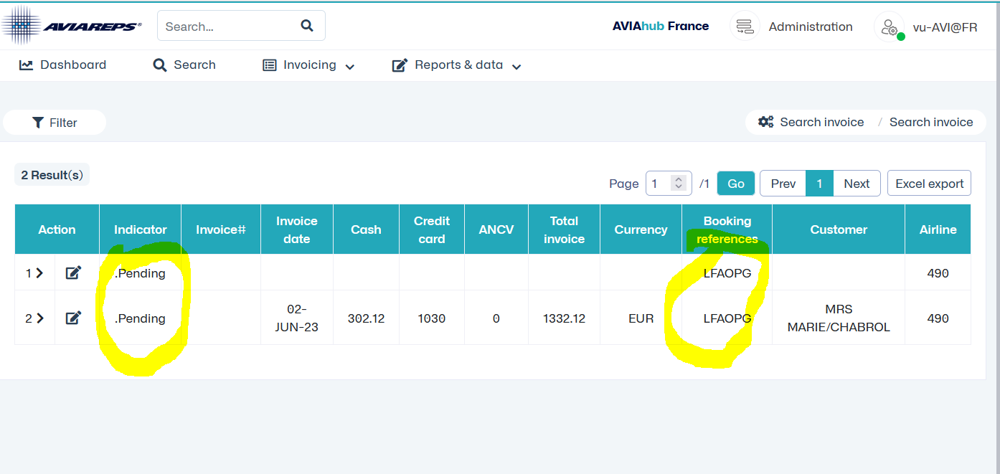 AVIAREPS®
Search...
AVIAhub France
Administration
vu-AVI@FR
Dashboard
Search
Invoicing
Reports & data
Filter
Search invoice / Search invoice
2 Result(s)
Page 1 /1 Go Prev 1 Next Excel export
Action Indicator Invoice# Invoice date Cash Credit card ANCV Total invoice Currency Booking references Customer Airline
1 .Pending LFAOPG 490
2 .Pending 02-JUN-23 302.12 1030 0 1332.12 EUR LFAOPG MRS MARIE/CHABROL 490